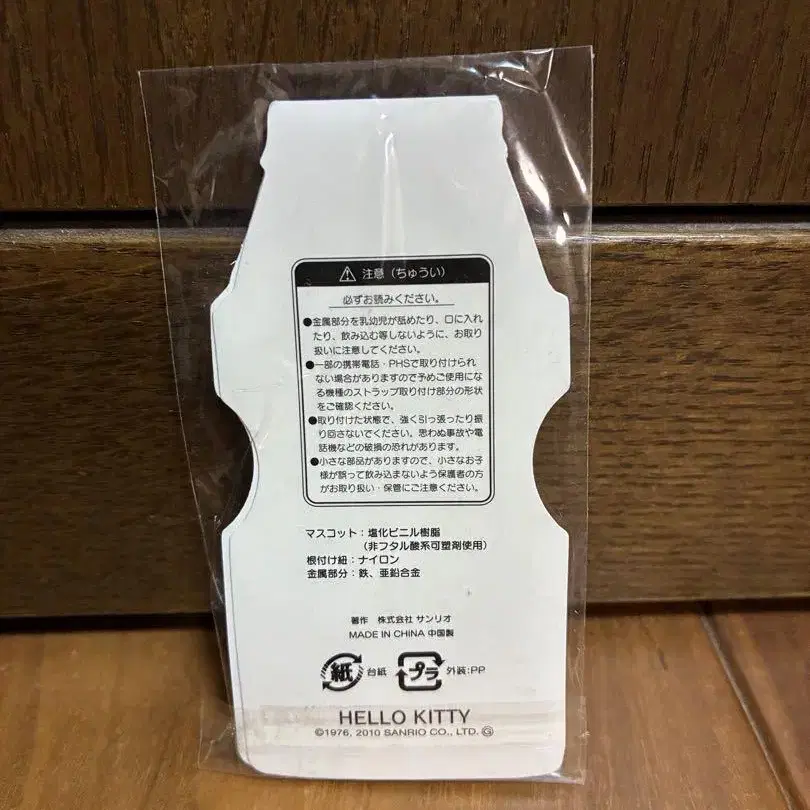 ⚠ 注意（ちゅうい）
必ずお読みください。
●金属部分を乳幼児が舐めたり、口に入れ
たり、飲み込む等しないように、お取り
扱いに注意してください。
●一部の携帯電話・PHSで取り付けられ
ない場合がありますので予めご使用にな
る機種のストラップ取り付け部分の形状
をご確認ください。
●取り付けた状態で、強く引っ張ったり振
り回さないでください。思わぬ事故や電
話機などの破損の恐れがあります。
●小さな部品がありますので、小さなお子
様が誤って飲み込まないよう保護者の方
がお取り扱い・保管にご注意ください。
マスコット：塩化ビニル樹脂
（非フタル酸系可塑剤使用）
根付け紐：ナイロン
金属部分：鉄、亜鉛合金
著作 株式会社 サンリオ
MADE IN CHINA 中国製
紙 台紙 プラ 外装:PP
HELLO KITTY
©1976, 2010 SANRIO CO., LTD. Ⓖ